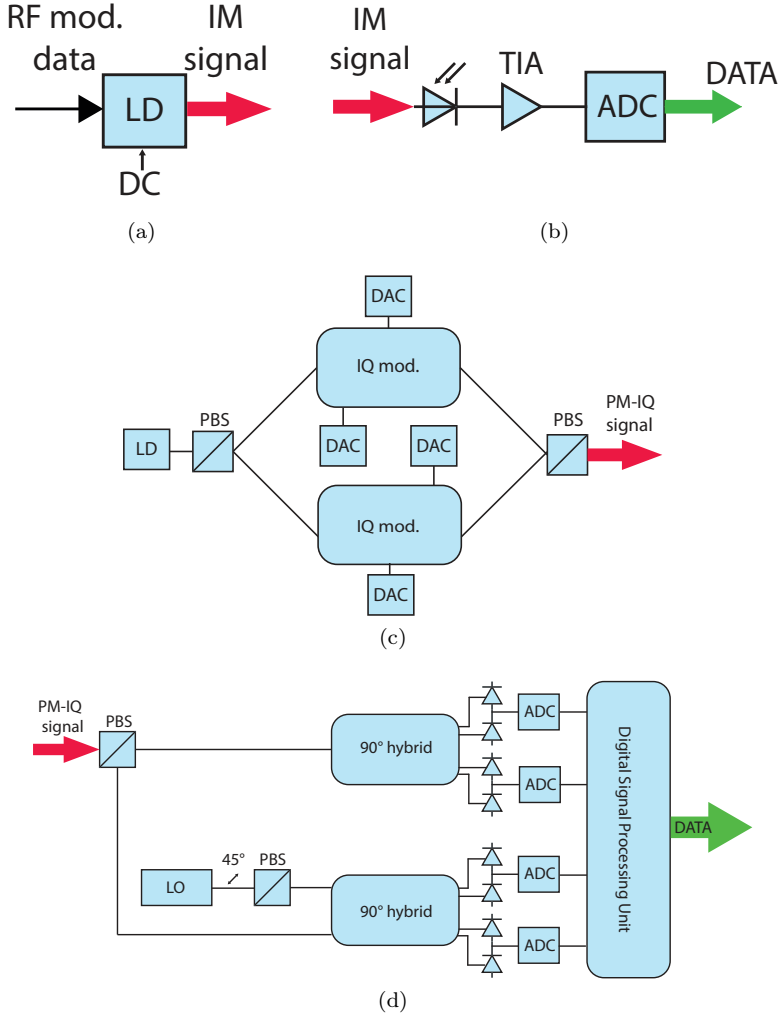 RF mod. data
IM signal
LD
DC
(a)
IM signal
TIA
ADC
DATA
(b)
DAC
IQ mod.
PBS
LD
DAC
DAC
PBS
PM-IQ signal
IQ mod.
DAC
(c)
PM-IQ signal
PBS
90° hybrid
ADC
ADC
Digital Signal Processing Unit
DATA
45°
PBS
LO
90° hybrid
ADC
ADC
(d)